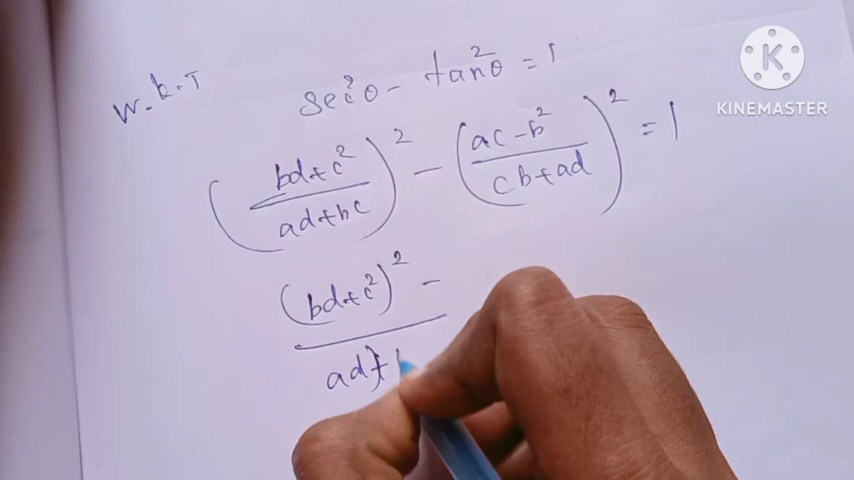 W.k.T
sec²θ - tan²θ = 1
KINEMASTER
(bd+c²/ad+bc)² - (ac-b²/cb+ad)² = 1
(bd+c²)² -
ad+